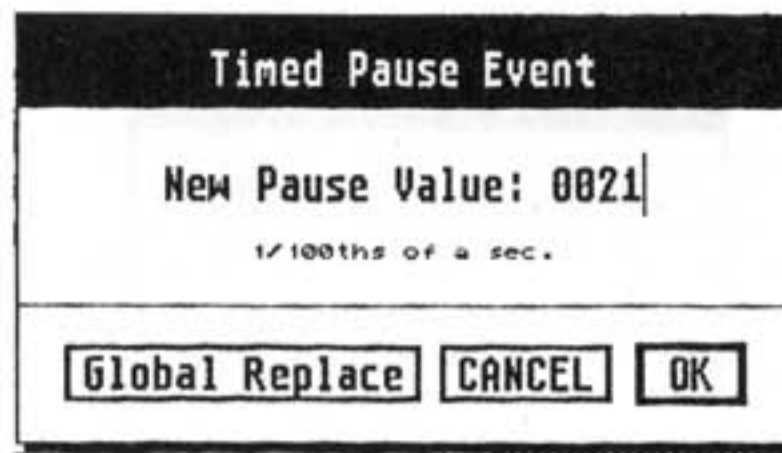 Timed Pause Event
New Pause Value: 0021
1/100ths of a sec.
Global Replace CANCEL OK